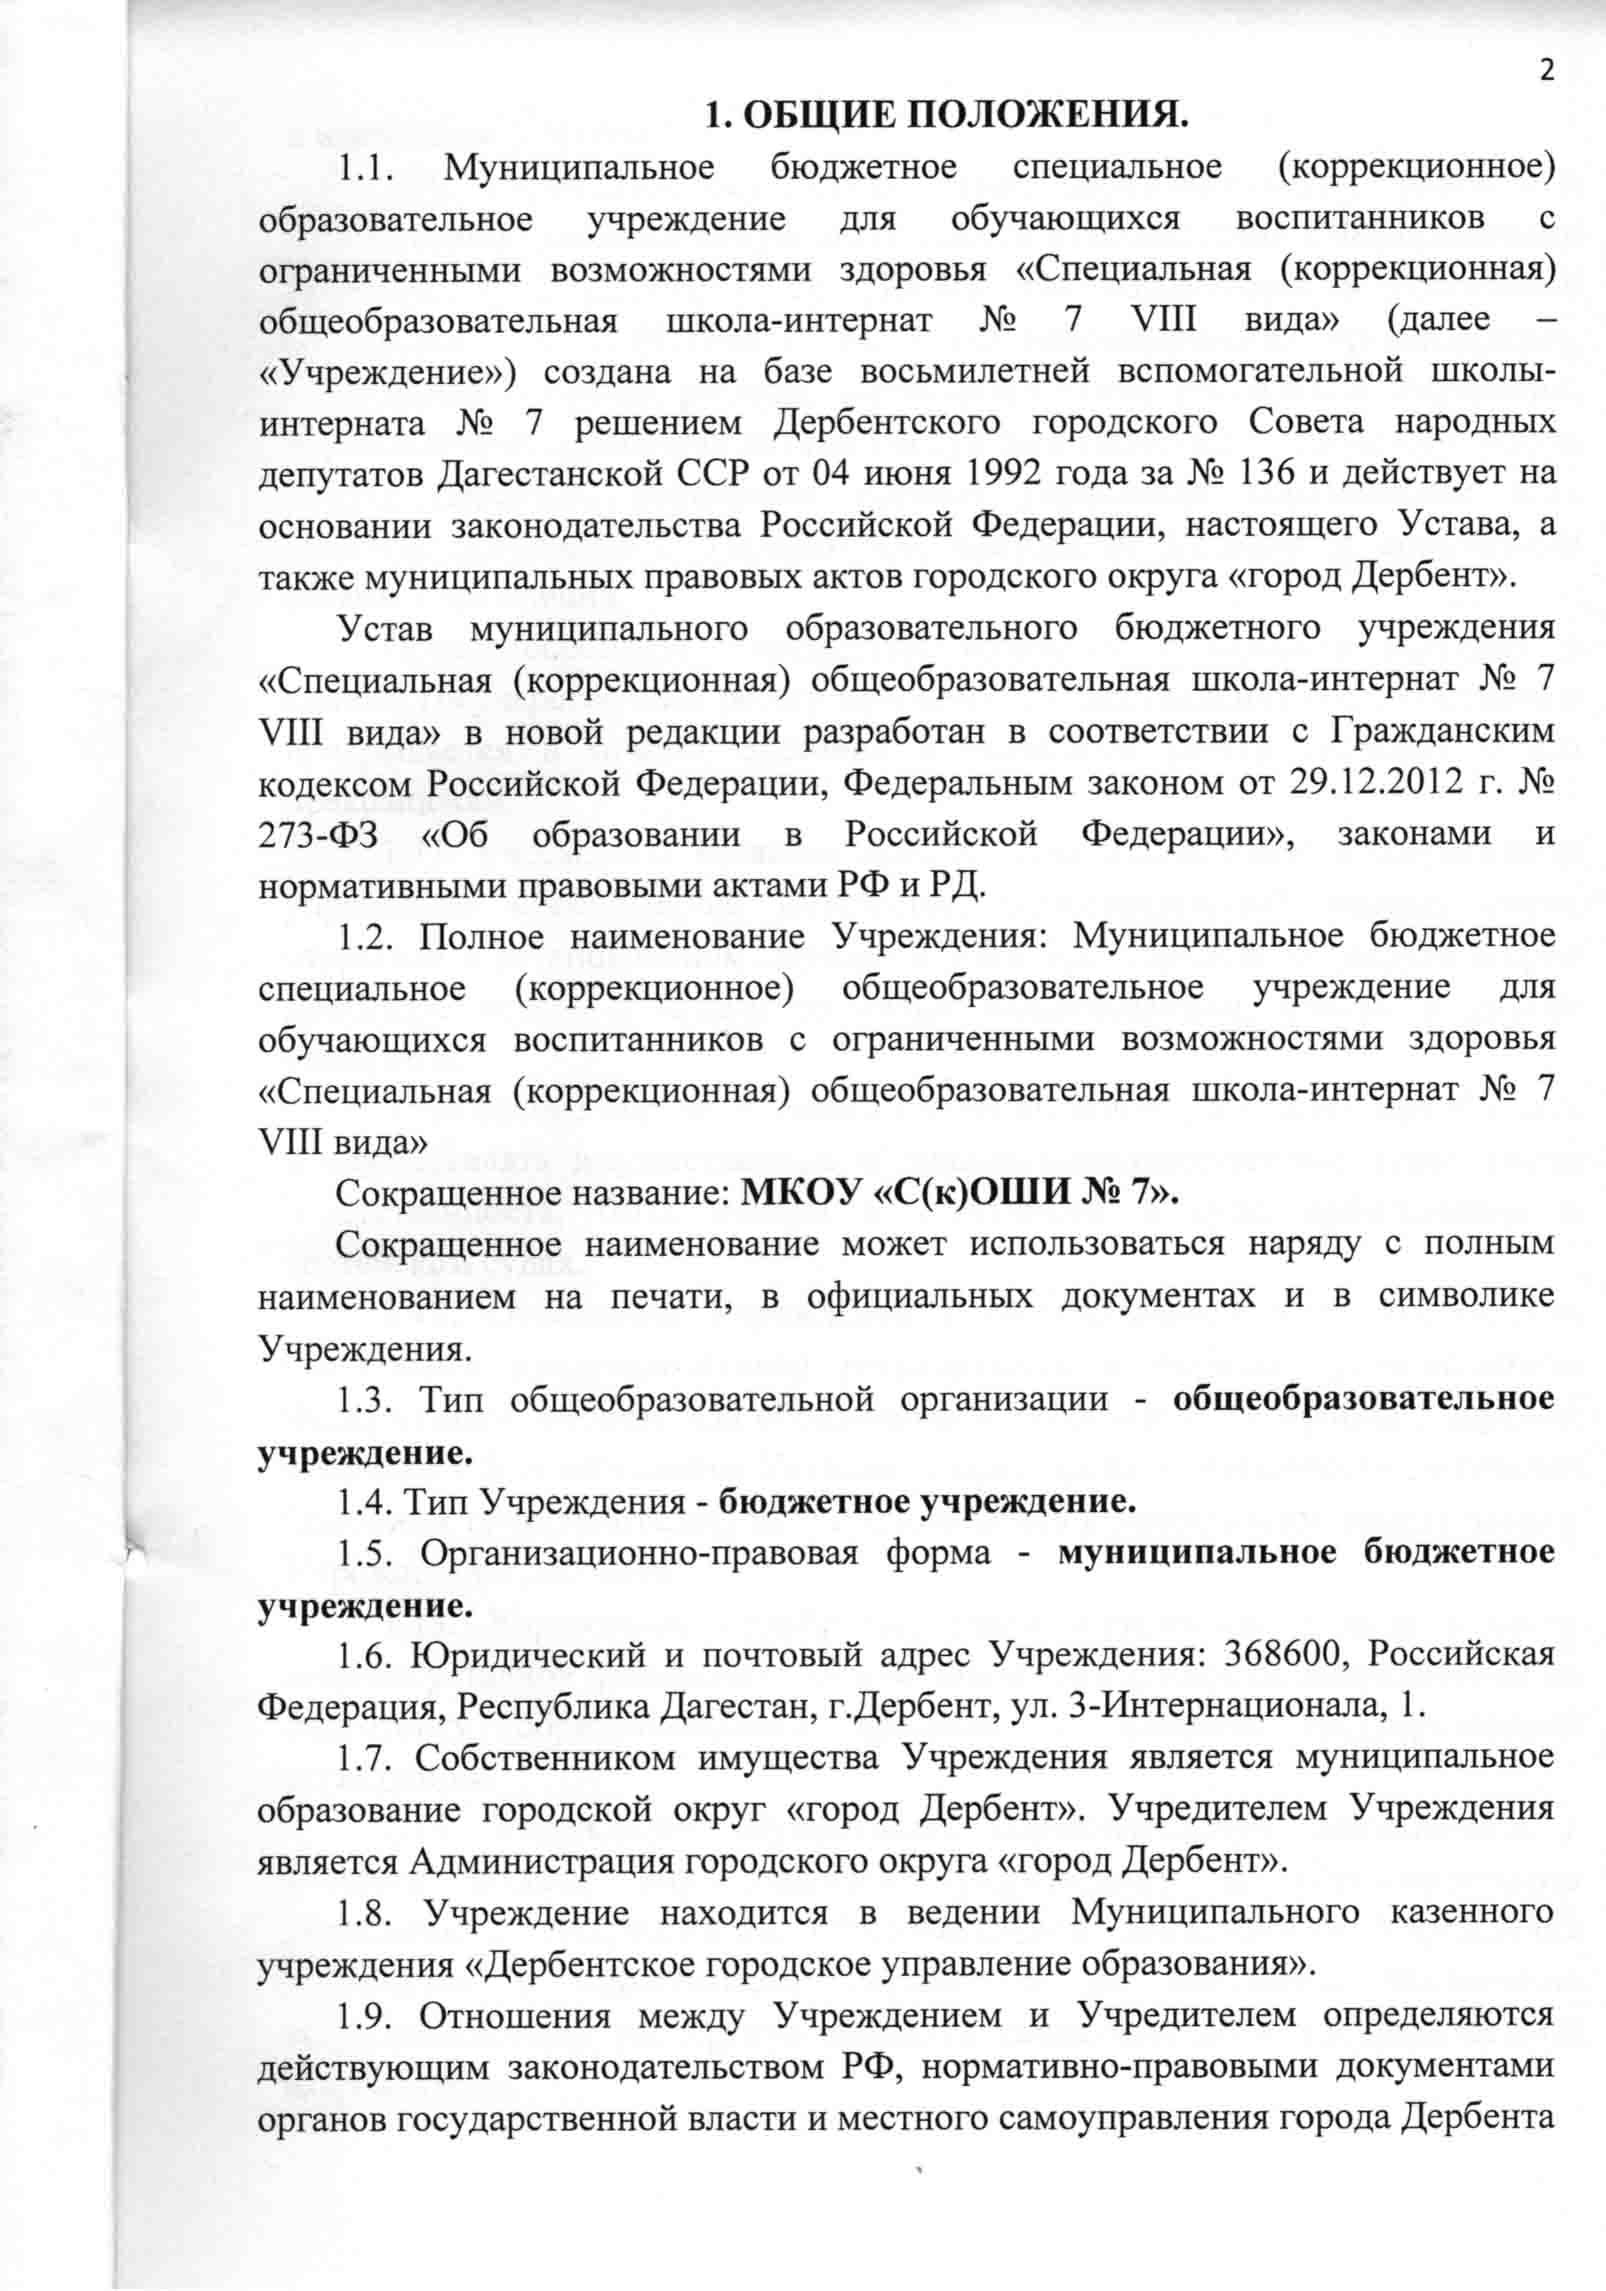 2
1. ОБЩИЕ ПОЛОЖЕНИЯ.
1.1. Муниципальное бюджетное специальное (коррекционное)
образовательное учреждение для обучающихся воспитанников с
ограниченными возможностями здоровья «Специальная (коррекционная)
общеобразовательная школа-интернат № 7 VIII вида» (далее –
«Учреждение») создана на базе восьмилетней вспомогательной школы-
интерната № 7 решением Дербентского городского Совета народных
депутатов Дагестанской ССР от 04 июня 1992 года за № 136 и действует на
основании законодательства Российской Федерации, настоящего Устава, а
также муниципальных правовых актов городского округа «город Дербент».
Устав муниципального образовательного бюджетного учреждения
«Специальная (коррекционная) общеобразовательная школа-интернат № 7
VIII вида» в новой редакции разработан в соответствии с Гражданским
кодексом Российской Федерации, Федеральным законом от 29.12.2012 г. №
273-ФЗ «Об образовании в Российской Федерации», законами и
нормативными правовыми актами РФ и РД.
1.2. Полное наименование Учреждения: Муниципальное бюджетное
специальное (коррекционное) общеобразовательное учреждение для
обучающихся воспитанников с ограниченными возможностями здоровья
«Специальная (коррекционная) общеобразовательная школа-интернат № 7
VIII вида»
Сокращенное название: МКОУ «С(к)ОШИ № 7».
Сокращенное наименование может использоваться наряду с полным
наименованием на печати, в официальных документах и в символике
Учреждения.
1.3. Тип общеобразовательной организации - общеобразовательное
учреждение.
1.4. Тип Учреждения - бюджетное учреждение.
1.5. Организационно-правовая форма - муниципальное бюджетное
учреждение.
1.6. Юридический и почтовый адрес Учреждения: 368600, Российская
Федерация, Республика Дагестан, г.Дербент, ул. 3-Интернационала, 1.
1.7. Собственником имущества Учреждения является муниципальное
образование городской округ «город Дербент». Учредителем Учреждения
является Администрация городского округа «город Дербент».
1.8. Учреждение находится в ведении Муниципального казенного
учреждения «Дербентское городское управление образования».
1.9. Отношения между Учреждением и Учредителем определяются
действующим законодательством РФ, нормативно-правовыми документами
органов государственной власти и местного самоуправления города Дербента